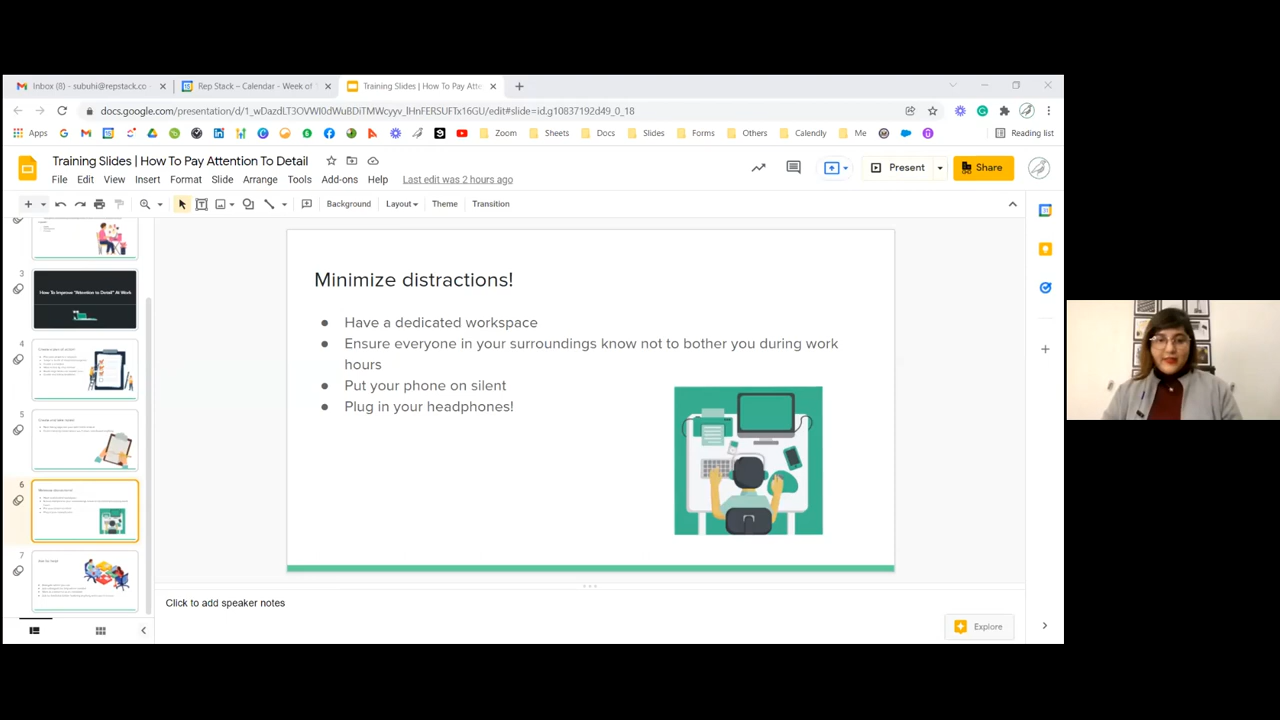 Inbox (8) - subuhi@repstack.co
Rep Stack – Calendar - Week of
Training Slides | How To Pay Atte
docs.google.com/presentation/d/1_wDazdLT3OVWI0dWuBDiTMWcyyv_lHnFERSUFTx16GU/edit#slide=id.g10837192d49_0_18
Apps
Zoom
Sheets
Docs
Slides
Forms
Others
Calendly
Me
Reading list
Training Slides | How To Pay Attention To Detail
File Edit View Insert Format Slide Arrange Tools Add-ons Help Last edit was 2 hours ago
Present
Share
Background Layout Theme Transition
3
How To Improve "Attention to Detail" At Work
4
5
6
Minimize distractions!
7
Minimize distractions!
● Have a dedicated workspace
● Ensure everyone in your surroundings know not to bother you during work
hours
● Put your phone on silent
● Plug in your headphones!
Click to add speaker notes
Explore